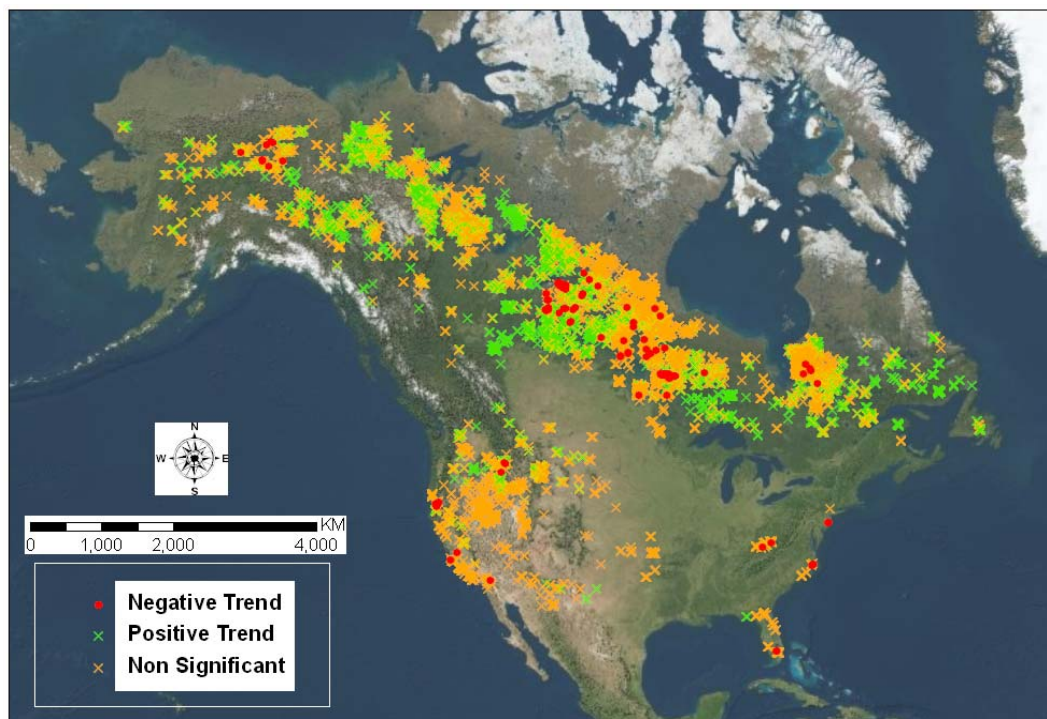 N
W E
S
KM
0 1,000 2,000 4,000
Negative Trend
Positive Trend
Non Significant